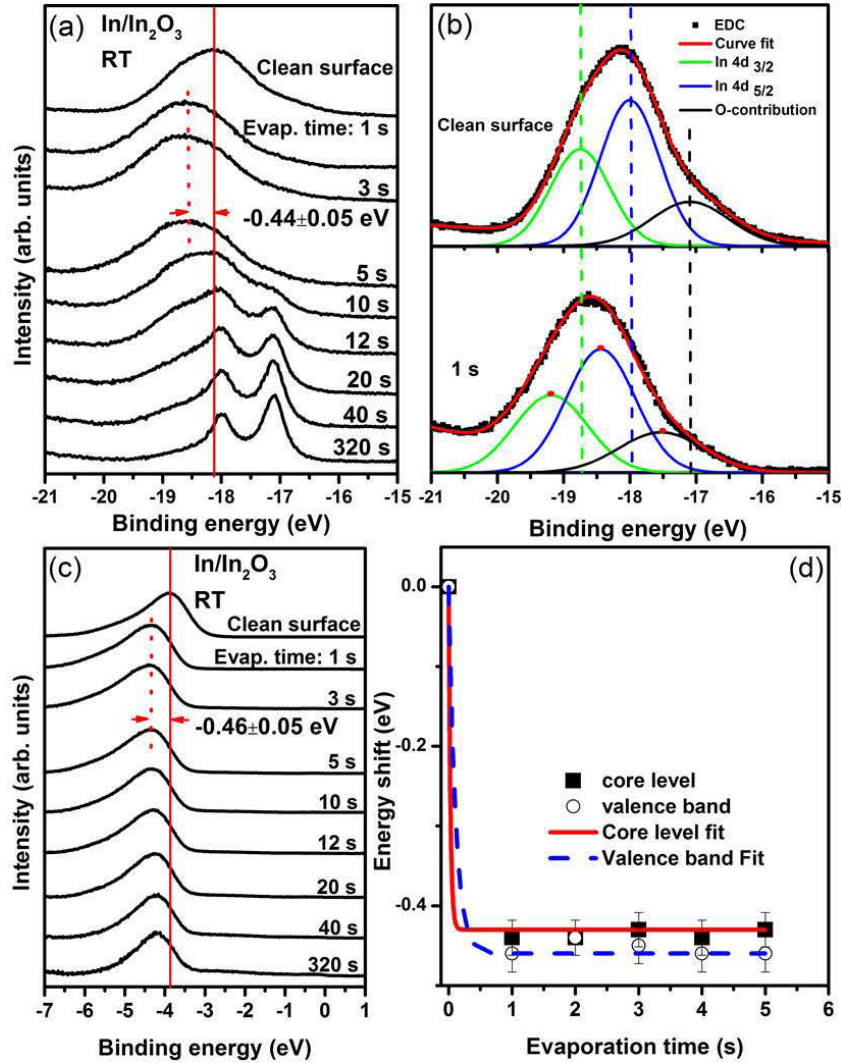 (a)
In/In₂O₃
RT
Clean surface
Evap. time: 1 s
3 s
-0.44±0.05 eV
5 s
10 s
12 s
20 s
40 s
320 s
Intensity (arb. units)
-21 -20 -19 -18 -17 -16 -15
Binding energy (eV)
(b)
EDC
Curve fit
In 4d 3/2
In 4d 5/2
O-contribution
Clean surface
1 s
-21 -20 -19 -18 -17 -16 -15
Binding energy (eV)
(c)
In/In₂O₃
RT
Clean surface
Evap. time: 1 s
3 s
-0.46±0.05 eV
5 s
10 s
12 s
20 s
40 s
320 s
Intensity (arb. units)
-7 -6 -5 -4 -3 -2 -1 0 1
Binding energy (eV)
(d)
0.0
-0.2
-0.4
Energy shift (eV)
core level
valence band
Core level fit
Valence band Fit
0 1 2 3 4 5 6
Evaporation time (s)